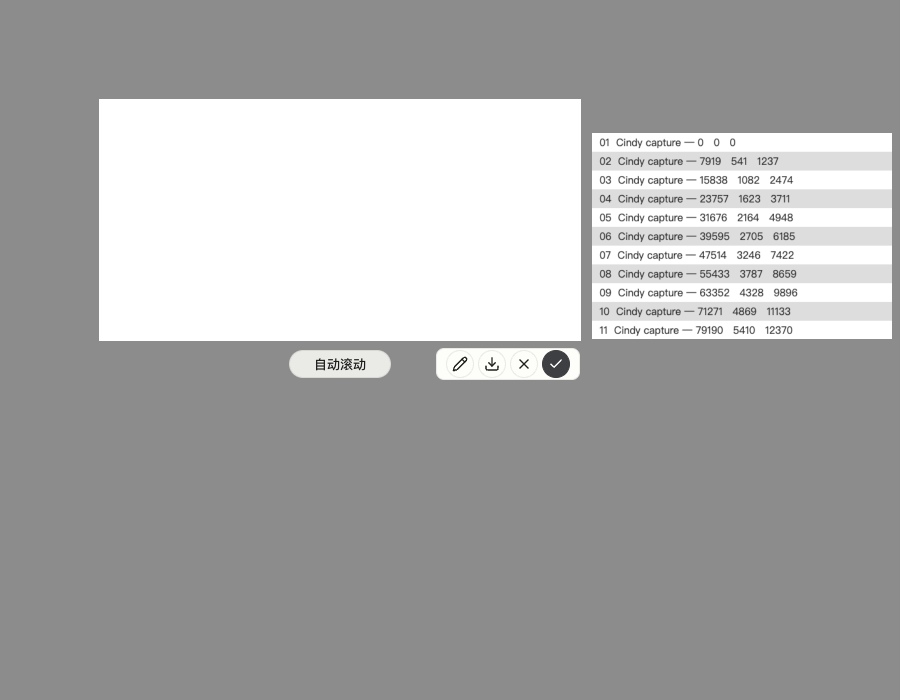 01 Cindy capture — 0 0 0
02 Cindy capture — 7919 541 1237
03 Cindy capture — 15838 1082 2474
04 Cindy capture — 23757 1623 3711
05 Cindy capture — 31676 2164 4948
06 Cindy capture — 39595 2705 6185
07 Cindy capture — 47514 3246 7422
08 Cindy capture — 55433 3787 8659
09 Cindy capture — 63352 4328 9896
10 Cindy capture — 71271 4869 11133
11 Cindy capture — 79190 5410 12370
自动滚动